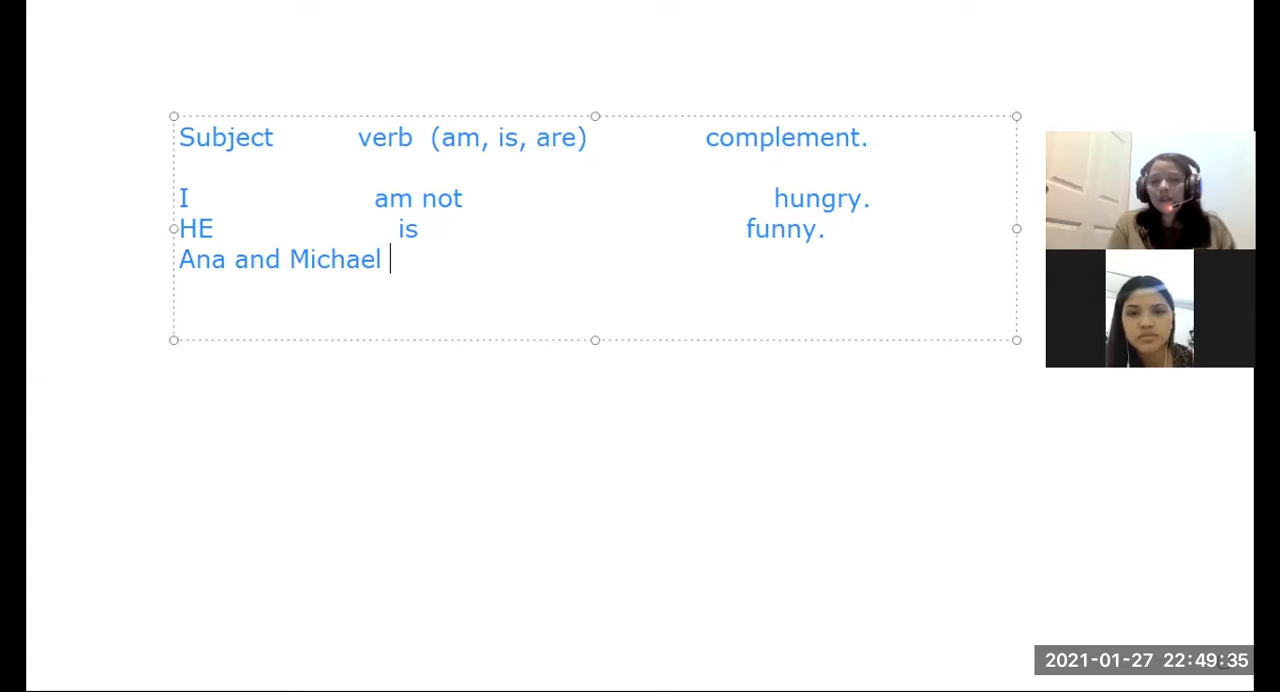 Subject verb (am, is, are) complement.
I am not hungry.
HE is funny.
Ana and Michael
2021-01-27 22:49:35